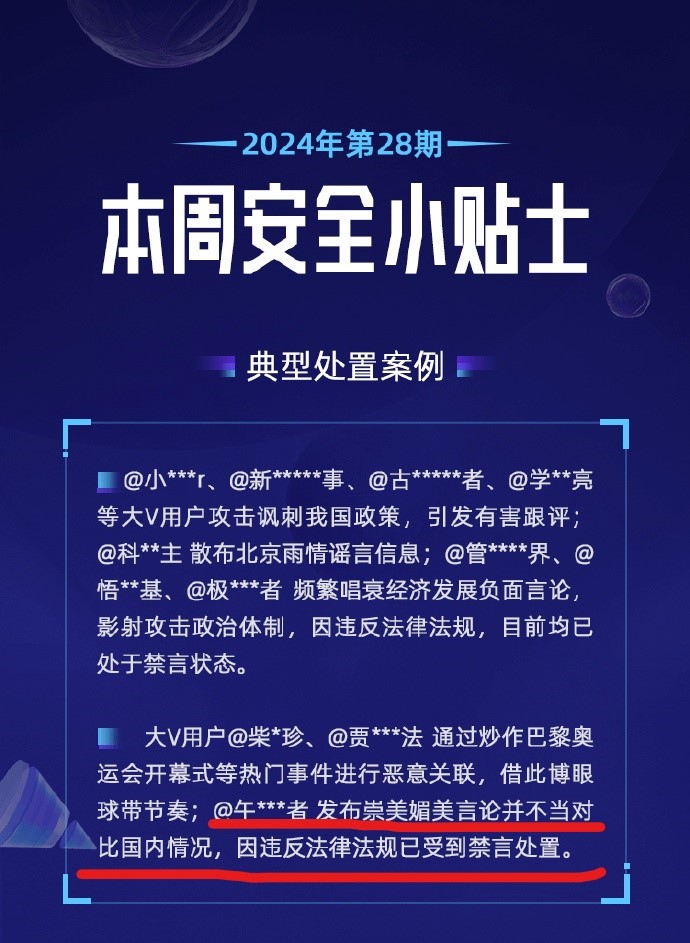 2024年第28期
本周安全小贴士
典型处置案例
@小***r、@新*****事、@古*****者、@学**亮
等大V用户攻击讽刺我国政策，引发有害跟评；
@科**主 散布北京雨情谣言信息；@管****界、@
悟**基、@极***者 频繁唱衰经济发展负面言论，
影射攻击政治体制，因违反法律法规，目前均已
处于禁言状态。
大V用户@柴*珍、@贾***法 通过炒作巴黎奥
运会开幕式等热门事件进行恶意关联，借此博眼
球带节奏；@午***者 发布崇美媚美言论并不当对
比国内情况，因违反法律法规已受到禁言处置。